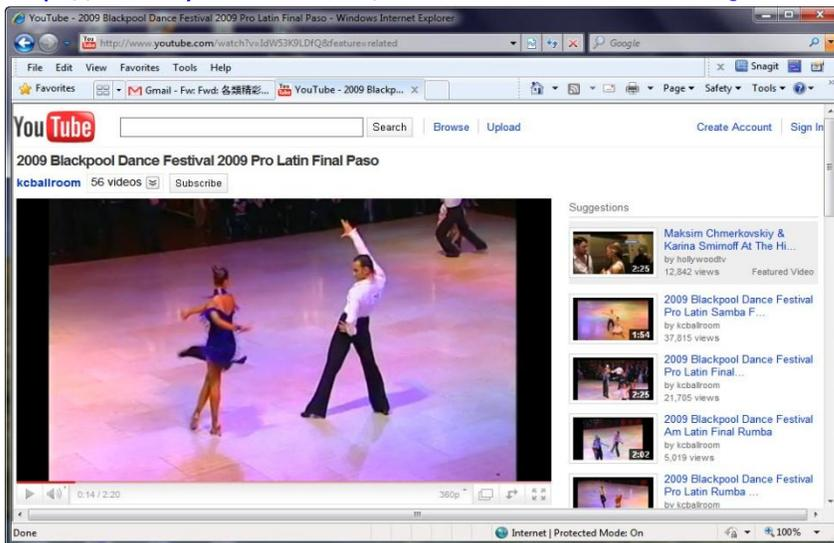 YouTube - 2009 Blackpool Dance Festival 2009 Pro Latin Final Paso - Windows Internet Explorer
http://www.youtube.com/watch?v=IdW53K9LDfQ&feature=related
Google
File Edit View Favorites Tools Help
x Snagit
Favorites
Gmail - Fw: Fwd: 各類精彩...
YouTube - 2009 Blackp... x
Page Safety Tools
You Tube
Search
Browse
Upload
Create Account
Sign In
2009 Blackpool Dance Festival 2009 Pro Latin Final Paso
kcballroom 56 videos Subscribe
Suggestions
2:25
Maksim Chmerkovskiy &
Karina Smirnoff At The Hi...
by hollywoodtv
12,842 views Featured Video
1:54
2009 Blackpool Dance Festival
Pro Latin Samba F...
by kcballroom
37,815 views
2:25
2009 Blackpool Dance Festival
Pro Latin Final...
by kcballroom
21,705 views
2:02
2009 Blackpool Dance Festival
Am Latin Final Rumba
by kcballroom
5,019 views
2009 Blackpool Dance Festival
Pro Latin Rumba ...
by kcballroom
0:14 / 2:20
360p
Done
Internet | Protected Mode: On
100%